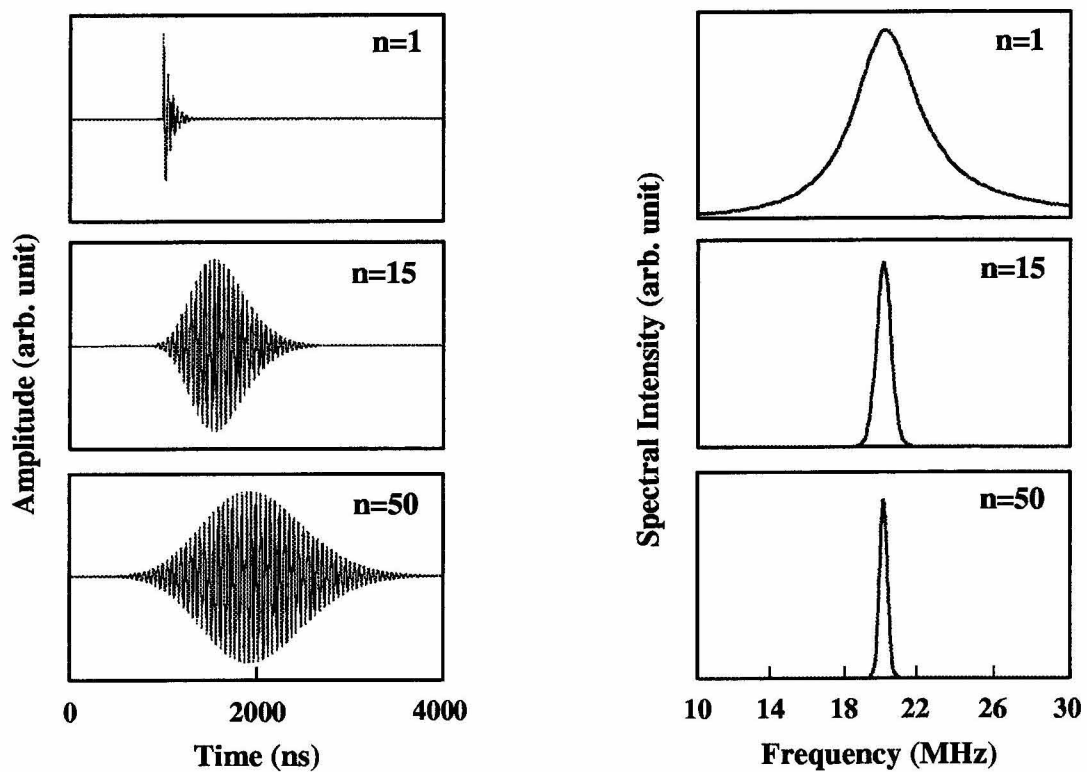 n=1
n=15
n=50
Amplitude (arb. unit)
0 2000 4000
Time (ns)
n=1
n=15
n=50
Spectral Intensity (arb. unit)
10 14 18 22 26 30
Frequency (MHz)